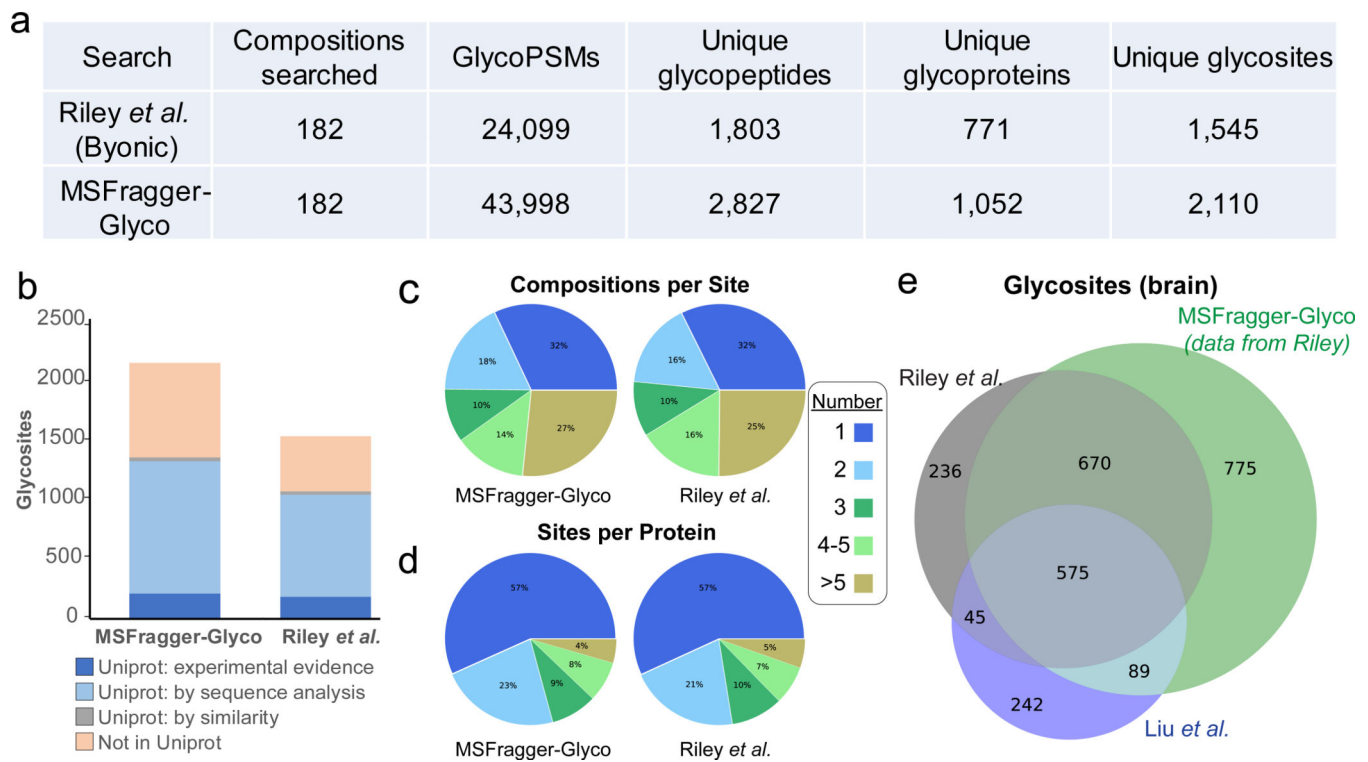 a
Search
Compositions
searched
GlycoPSMs
Unique
glycopeptides
Unique
glycoproteins
Unique glycosites
Riley et al.
(Byonic)
182
24,099
1,803
771
1,545
MSFragger-
Glyco
182
43,998
2,827
1,052
2,110
b
2500
2000
1500
1000
500
0
Glycosites
MSFragger-Glyco
Riley et al.
Uniprot: experimental evidence
Uniprot: by sequence analysis
Uniprot: by similarity
Not in Uniprot
c
Compositions per Site
32%
18%
10%
14%
27%
MSFragger-Glyco
32%
16%
10%
16%
25%
Riley et al.
d
Sites per Protein
57%
23%
9%
8%
4%
MSFragger-Glyco
57%
21%
10%
7%
5%
Riley et al.
Number
1
2
3
4-5
>5
e
Glycosites (brain)
MSFragger-Glyco
(data from Riley)
Riley et al.
236
670
775
575
45
89
242
Liu et al.